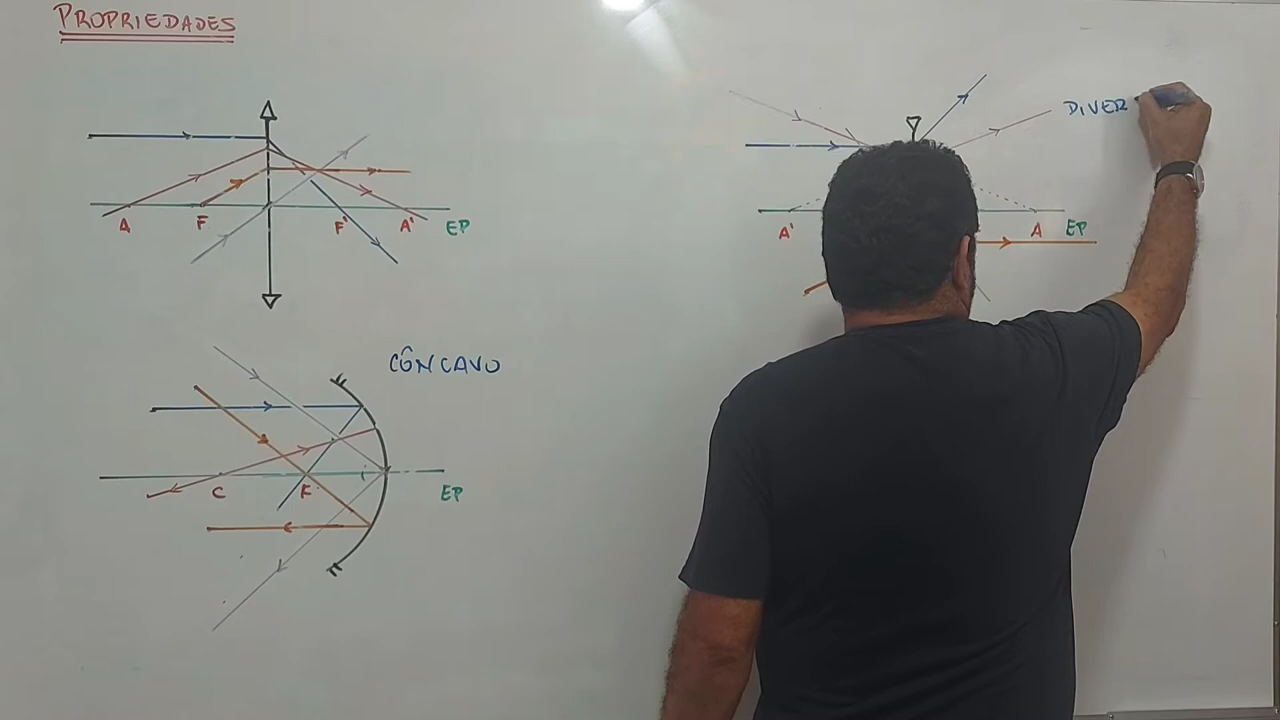 PROPRIEDADES
A F F' A' EP
DIVER
A' A EP
CÔNCAVO
C F EP